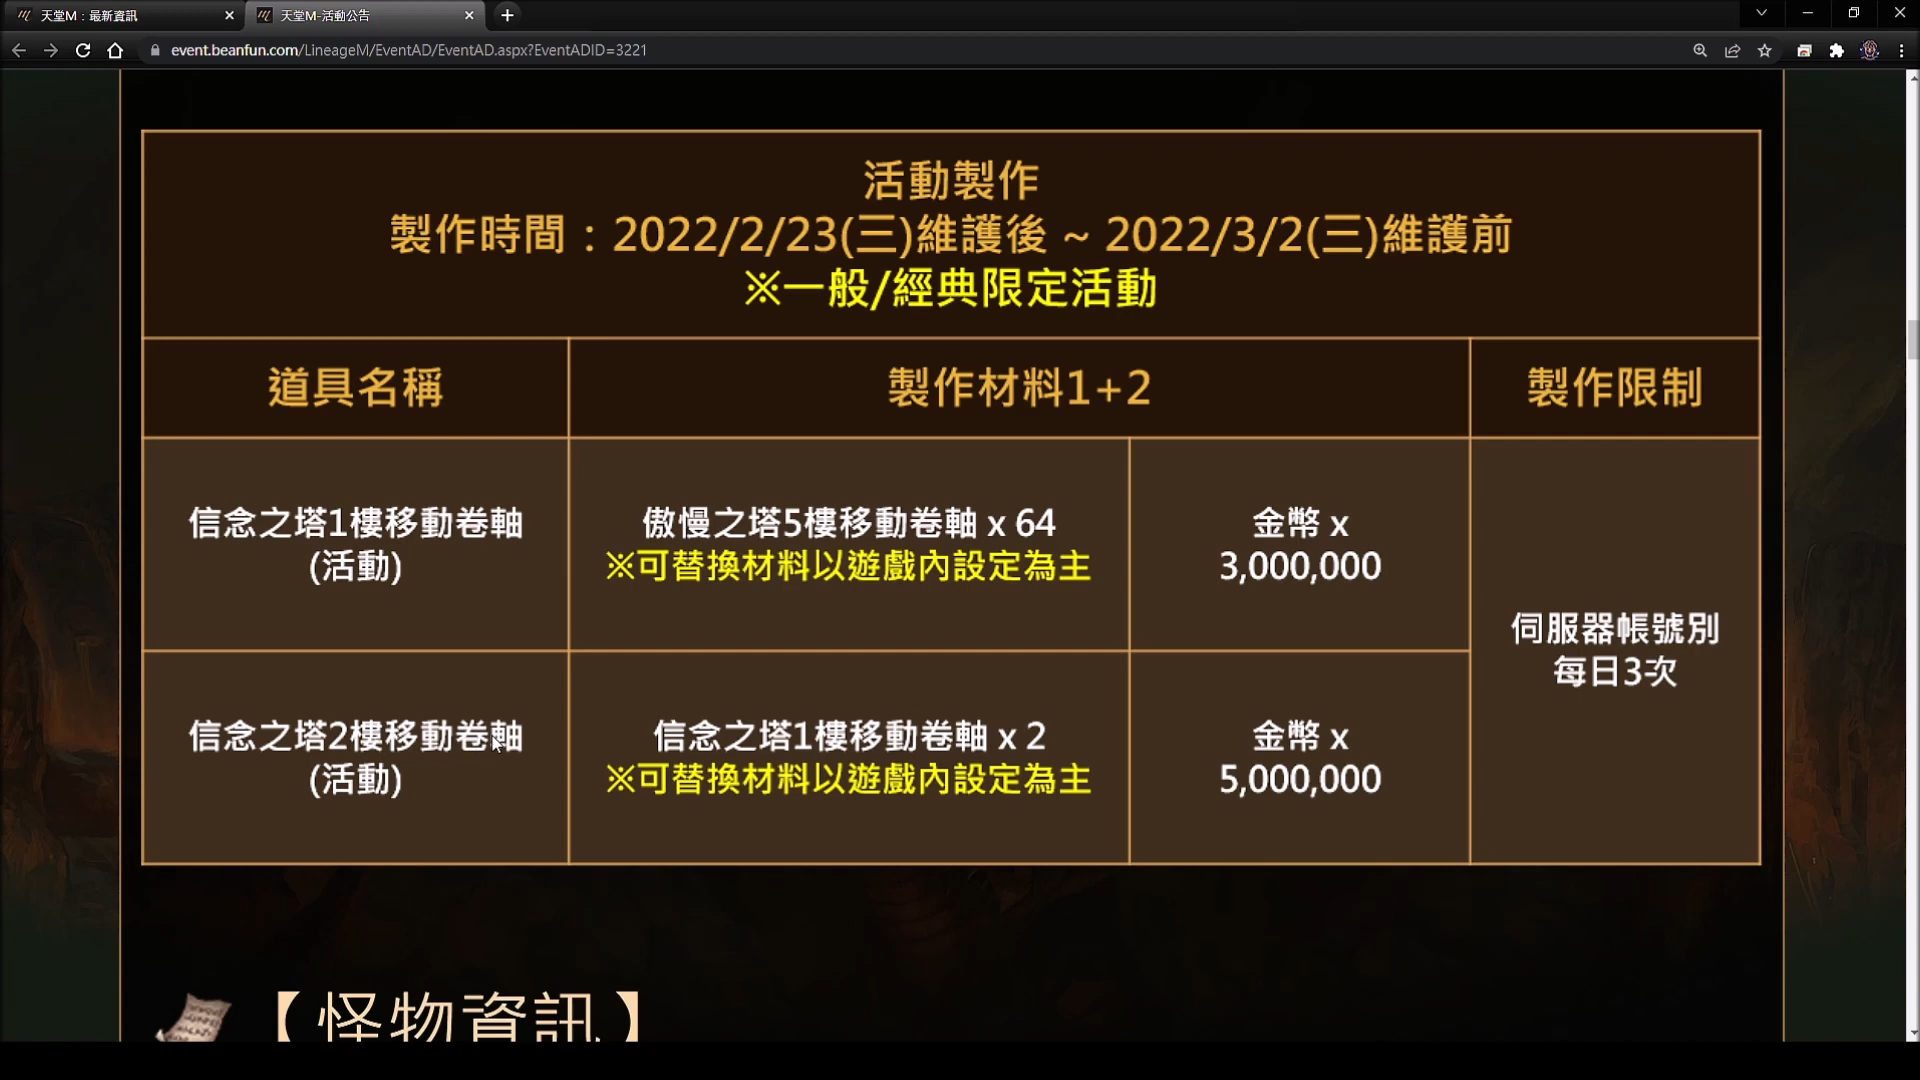 天堂M：最新資訊
天堂M-活動公告
event.beanfun.com/LineageM/EventAD/EventAD.aspx?EventADID=3221
活動製作
製作時間：2022/2/23(三)維護後 ~ 2022/3/2(三)維護前
※一般/經典限定活動
道具名稱
製作材料1+2
製作限制
信念之塔1樓移動卷軸
(活動)
傲慢之塔5樓移動卷軸 x 64
※可替換材料以遊戲內設定為主
金幣 x
3,000,000
伺服器帳號別
每日3次
信念之塔2樓移動卷軸
(活動)
信念之塔1樓移動卷軸 x 2
※可替換材料以遊戲內設定為主
金幣 x
5,000,000
【怪物資訊】